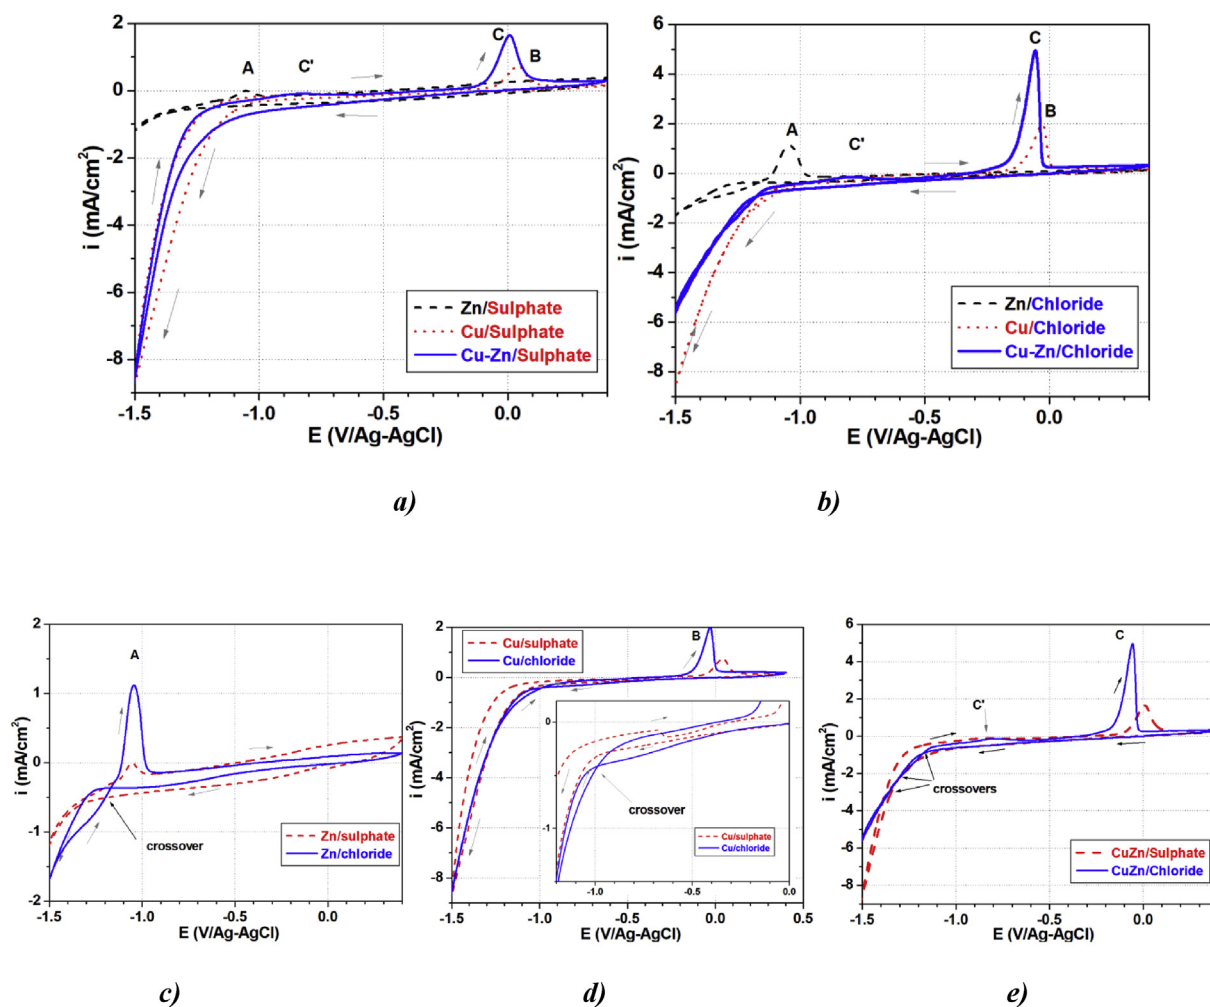 2
0
-2
-4
-6
-8
i (mA/cm²)
A
C'
C
B
Zn/Sulphate
Cu/Sulphate
Cu-Zn/Sulphate
-1.5 -1.0 -0.5 0.0
E (V/Ag-AgCl)
a)
6
4
2
0
-2
-4
-6
-8
i (mA/cm²)
A
C'
C
B
Zn/Chloride
Cu/Chloride
Cu-Zn/Chloride
-1.5 -1.0 -0.5 0.0
E (V/Ag-AgCl)
b)
2
1
0
-1
-2
i (mA/cm²)
A
crossover
Zn/sulphate
Zn/chloride
-1.5 -1.0 -0.5 0.0
E (V/Ag-AgCl)
c)
2
0
-2
-4
-6
-8
i (mA/cm²)
Cu/sulphate
Cu/chloride
B
0
-1
crossover
Cu/sulphate
Cu/chloride
-1.0 -0.5 0.0
-1.5 -1.0 -0.5 0.0 0.5
E (V/Ag-AgCl)
d)
6
4
2
0
-2
-4
-6
-8
i (mA/cm²)
C'
C
crossovers
CuZn/Sulphate
CuZn/Chloride
-1.5 -1.0 -0.5 0.0
E (V/Ag-AgCl)
e)